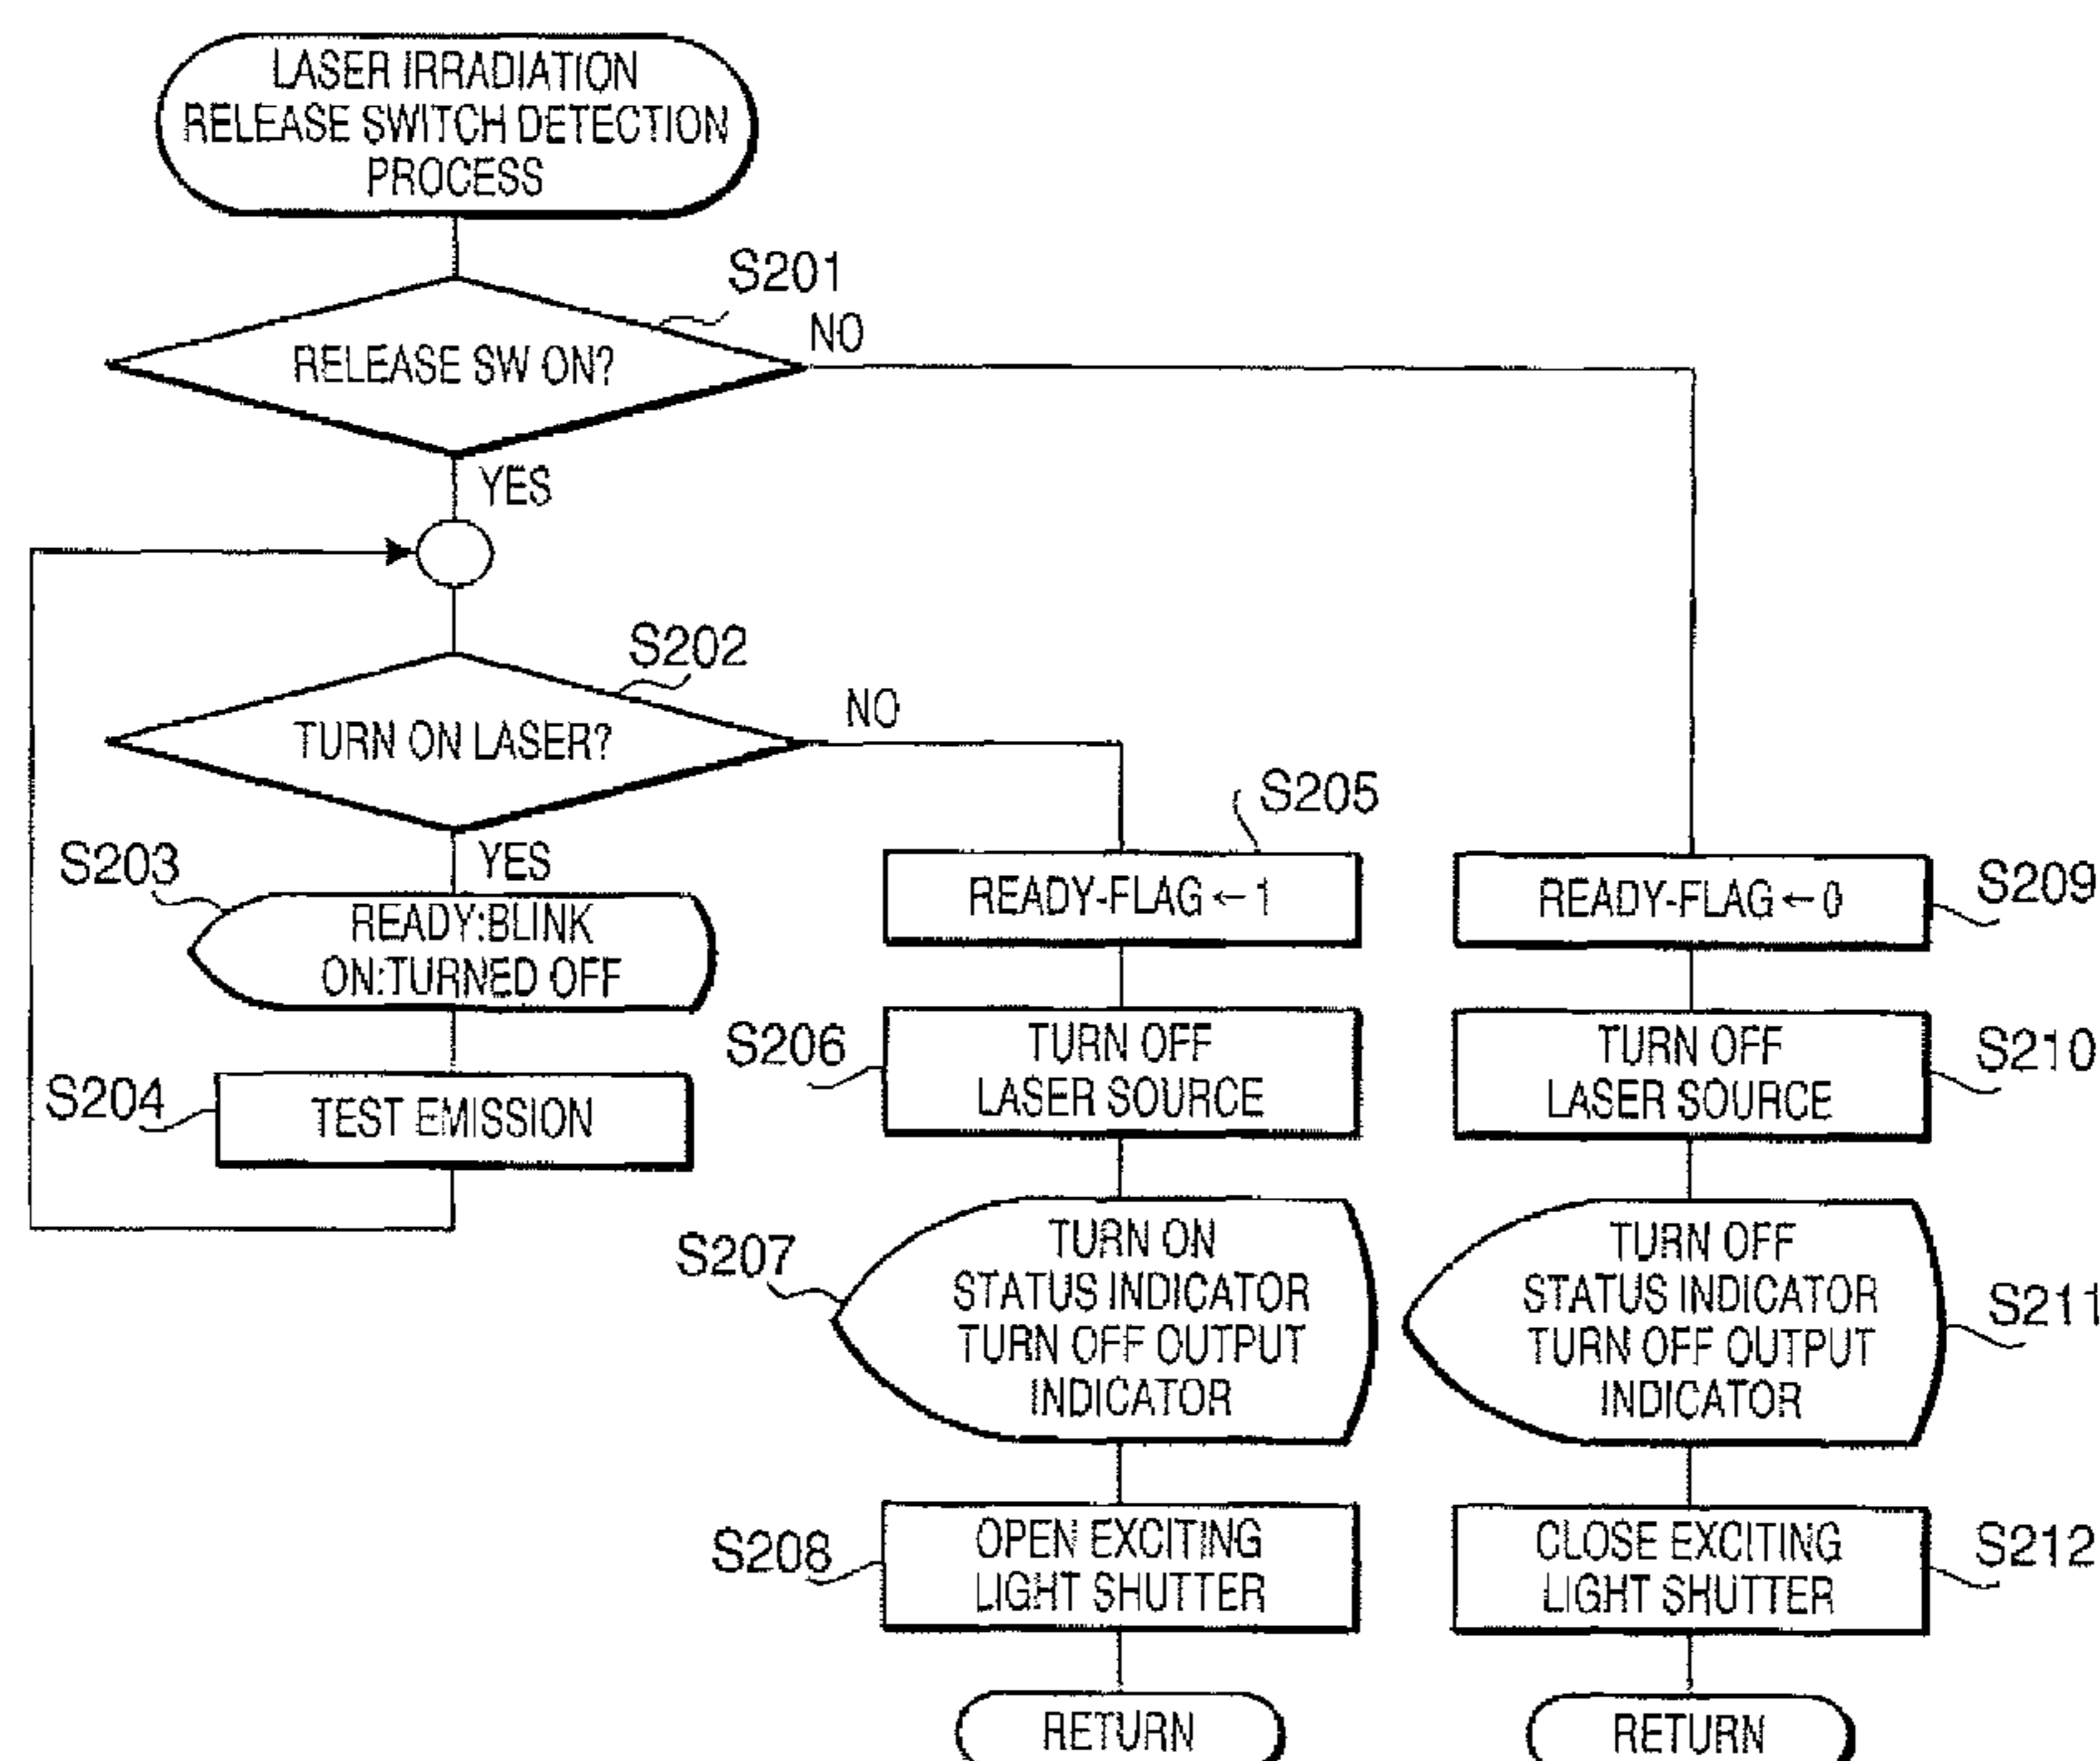 LASER IRRADIATION
RELEASE SWITCH DETECTION
PROCESS
S201
RELEASE SW ON?
NO
YES
S202
TURN ON LASER?
NO
YES
S203
READY:BLINK
ON:TURNED OFF
S204
TEST EMISSION
S205
READY-FLAG ← 1
S206
TURN OFF
LASER SOURCE
S207
TURN ON
STATUS INDICATOR
TURN OFF OUTPUT
INDICATOR
S208
OPEN EXCITING
LIGHT SHUTTER
RETURN
S209
READY-FLAG ← 0
S210
TURN OFF
LASER SOURCE
S211
TURN OFF
STATUS INDICATOR
TURN OFF OUTPUT
INDICATOR
S212
CLOSE EXCITING
LIGHT SHUTTER
RETURN